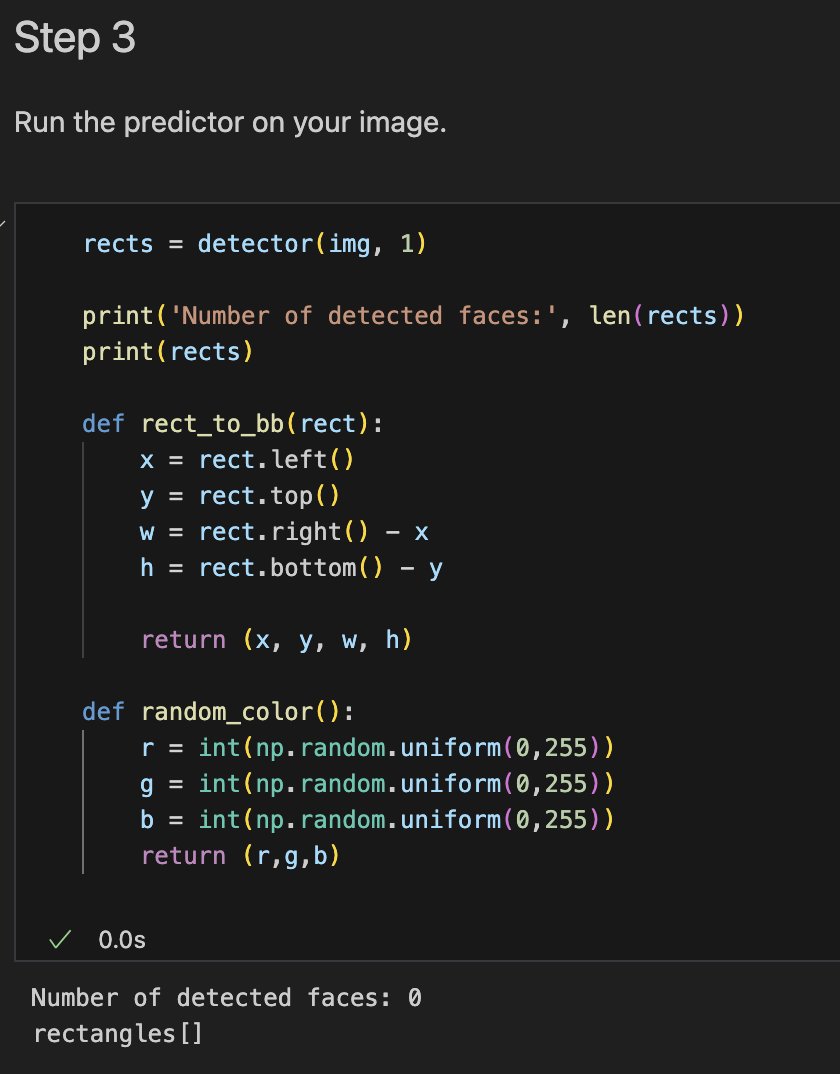 Step 3
Run the predictor on your image.
rects = detector(img, 1)
print('Number of detected faces:', len(rects))
print(rects)
def rect_to_bb(rect):
    x = rect.left()
    y = rect.top()
    w = rect.right() - x
    h = rect.bottom() - y
    return (x, y, w, h)
def random_color():
    r = int(np.random.uniform(0,255))
    g = int(np.random.uniform(0,255))
    b = int(np.random.uniform(0,255))
    return (r,g,b)
0.0s
Number of detected faces: 0
rectangles[]